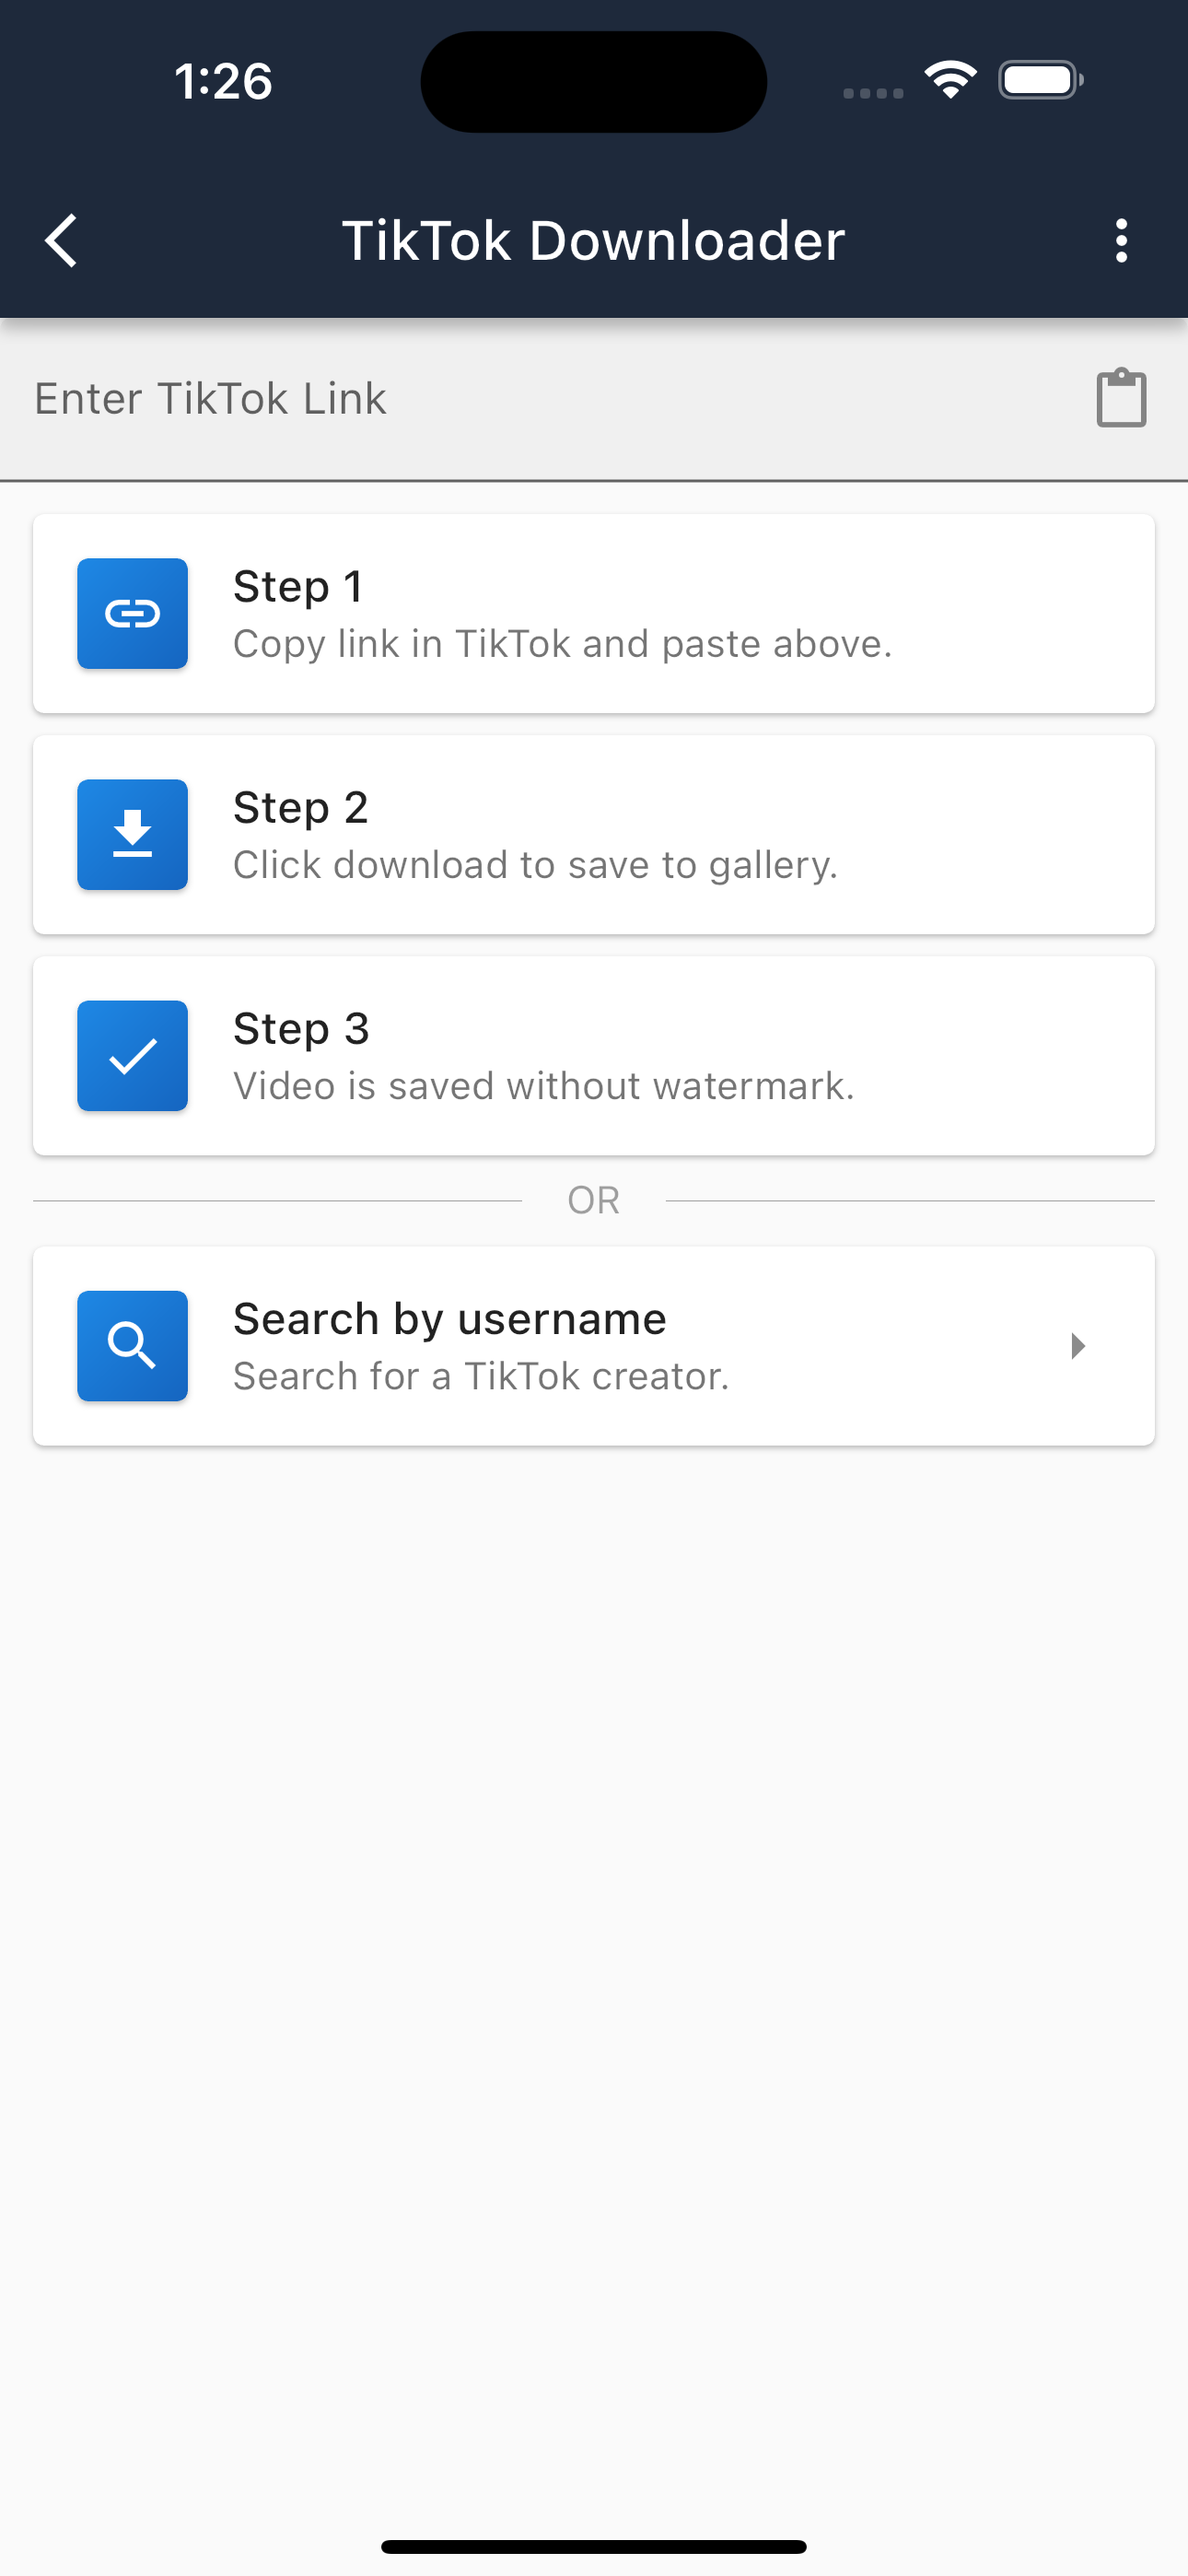 1:26
TikTok Downloader
Enter TikTok Link
Step 1
Copy link in TikTok and paste above.
Step 2
Click download to save to gallery.
Step 3
Video is saved without watermark.
OR
Search by username
Search for a TikTok creator.